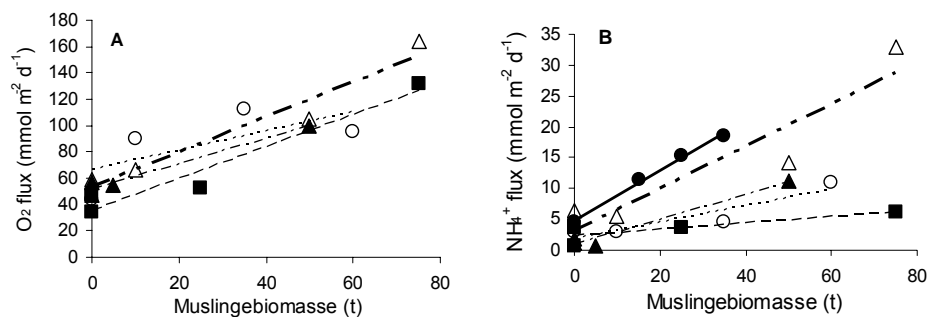 A
O₂ flux (mmol m⁻² d⁻¹)
180
160
140
120
100
80
60
40
20
0
0 20 40 60 80
Muslingebiomasse (t)
B
NH₄⁺ flux (mmol m⁻² d⁻¹)
35
30
25
20
15
10
5
0
0 20 40 60 80
Muslingebiomasse (t)